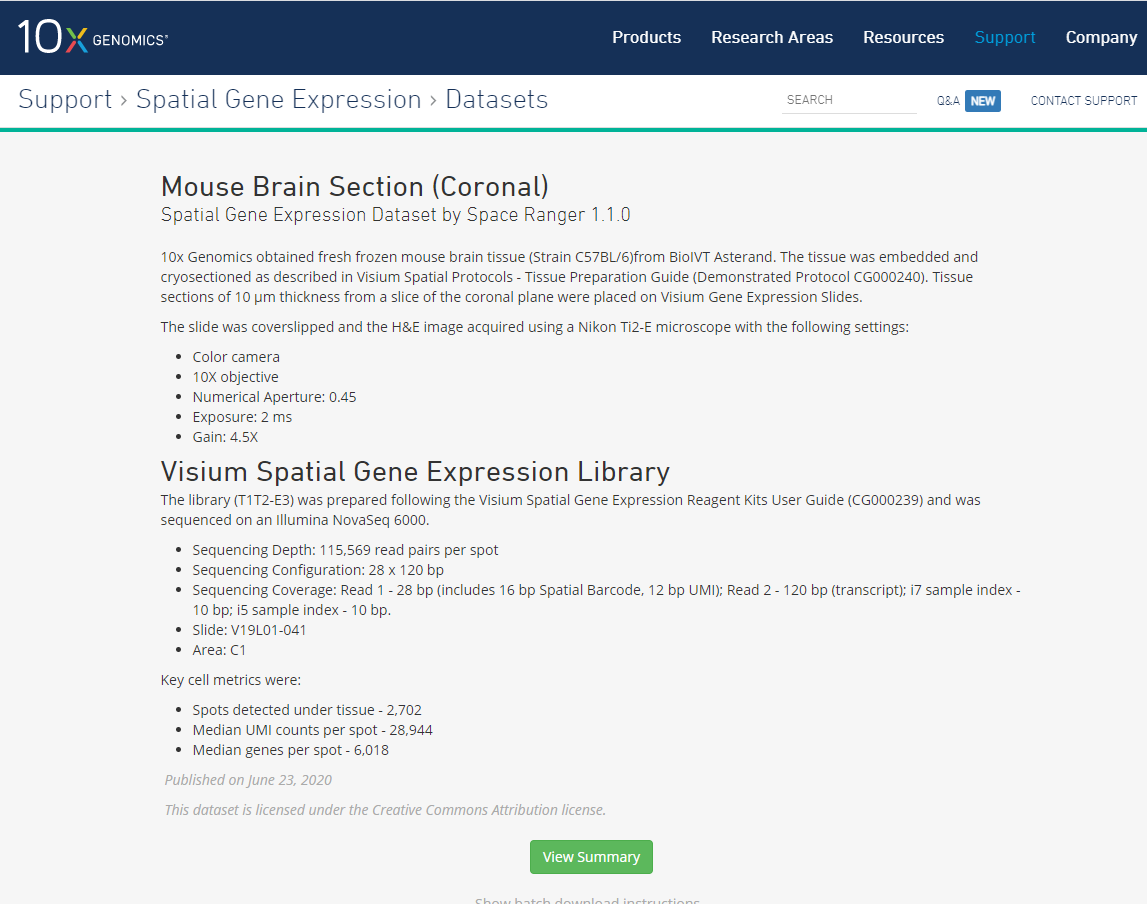 10x GENOMICS®
Products Research Areas Resources Support Company
Support › Spatial Gene Expression › Datasets
SEARCH Q&A NEW CONTACT SUPPORT
Mouse Brain Section (Coronal)
Spatial Gene Expression Dataset by Space Ranger 1.1.0
10x Genomics obtained fresh frozen mouse brain tissue (Strain C57BL/6)from BioIVT Asterand. The tissue was embedded and
cryosectioned as described in Visium Spatial Protocols - Tissue Preparation Guide (Demonstrated Protocol CG000240). Tissue
sections of 10 µm thickness from a slice of the coronal plane were placed on Visium Gene Expression Slides.
The slide was coverslipped and the H&E image acquired using a Nikon Ti2-E microscope with the following settings:
• Color camera
• 10X objective
• Numerical Aperture: 0.45
• Exposure: 2 ms
• Gain: 4.5X
Visium Spatial Gene Expression Library
The library (T1T2-E3) was prepared following the Visium Spatial Gene Expression Reagent Kits User Guide (CG000239) and was
sequenced on an Illumina NovaSeq 6000.
• Sequencing Depth: 115,569 read pairs per spot
• Sequencing Configuration: 28 x 120 bp
• Sequencing Coverage: Read 1 - 28 bp (includes 16 bp Spatial Barcode, 12 bp UMI); Read 2 - 120 bp (transcript); i7 sample index -
10 bp; i5 sample index - 10 bp.
• Slide: V19L01-041
• Area: C1
Key cell metrics were:
• Spots detected under tissue - 2,702
• Median UMI counts per spot - 28,944
• Median genes per spot - 6,018
Published on June 23, 2020
This dataset is licensed under the Creative Commons Attribution license.
View Summary
Show batch download instructions